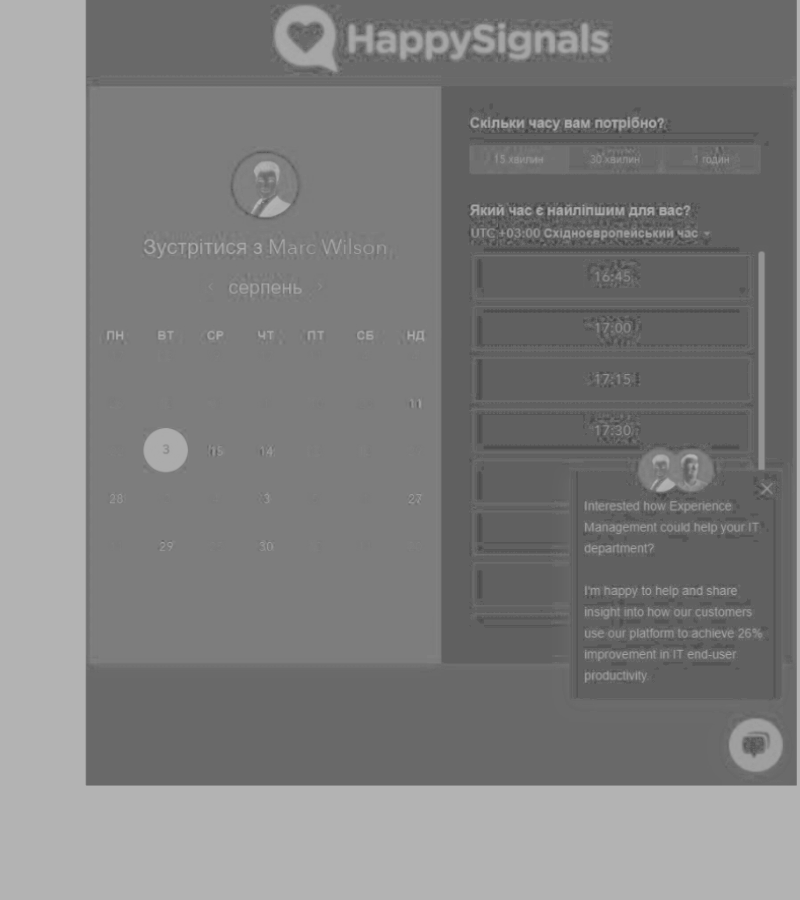 HappySignals
Зустрітися з Marc Wilson
серпень
ПН ВТ СР ЧТ ПТ СБ НД
11
3 15 14
28 3 27
29 30
Скільки часу вам потрібно?
15 хвилин 30 хвилин 1 годин
Який час є найліпшим для вас?
UTC +03:00 Східноєвропейський час
16:45
17:00
17:15
17:30
Interested how Experience
Management could help your IT
department?
I'm happy to help and share
insight into how our customers
use our platform to achieve 26%
improvement in IT end-user
productivity.